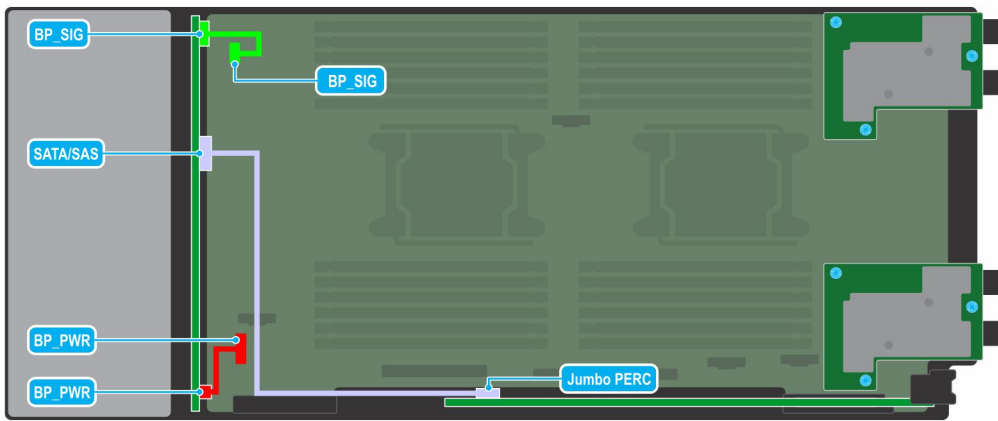 BP_SIG
BP_SIG
SATA/SAS
BP_PWR
BP_PWR
Jumbo PERC